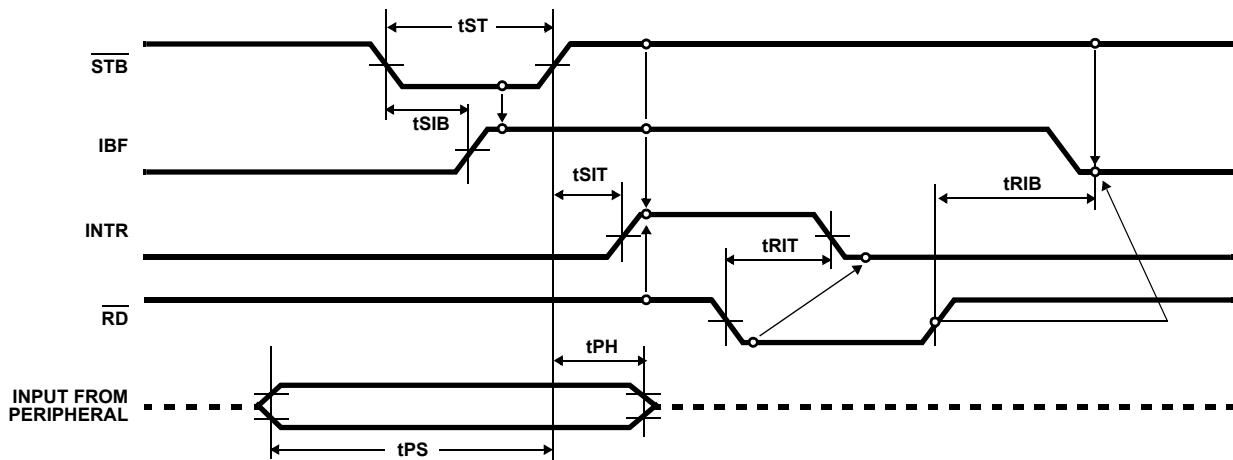 tST
STB
tSIB
IBF
tSIT
tRIB
INTR
tRIT
RD
tPH
INPUT FROM
PERIPHERAL
tPS